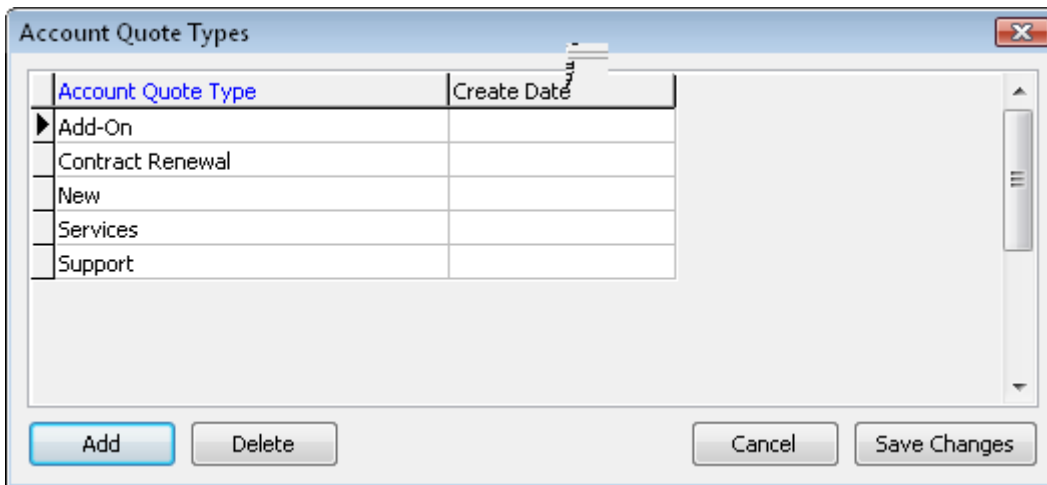 Account Quote Types
Account Quote Type Create Date
Add-On
Contract Renewal
New
Services
Support
Add Delete Cancel Save Changes